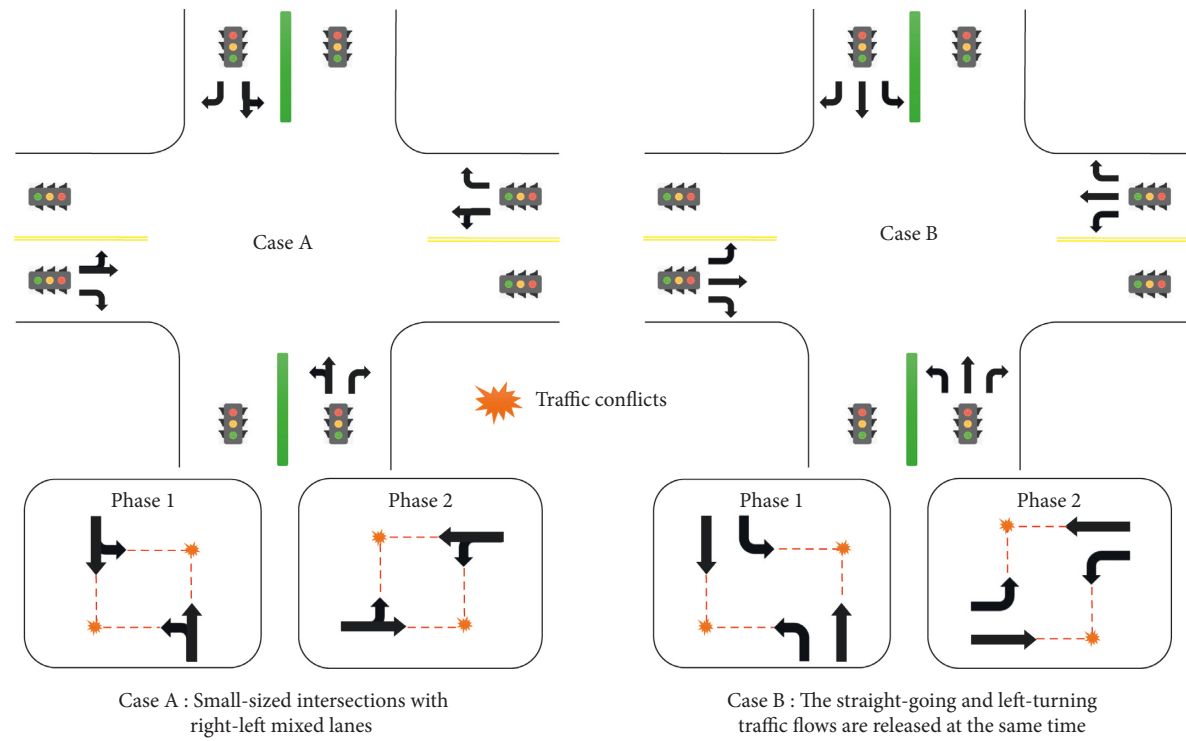 Case A
Case B
Traffic conflicts
Phase 1
Phase 2
Phase 1
Phase 2
Case A : Small-sized intersections with
right-left mixed lanes
Case B : The straight-going and left-turning
traffic flows are released at the same time